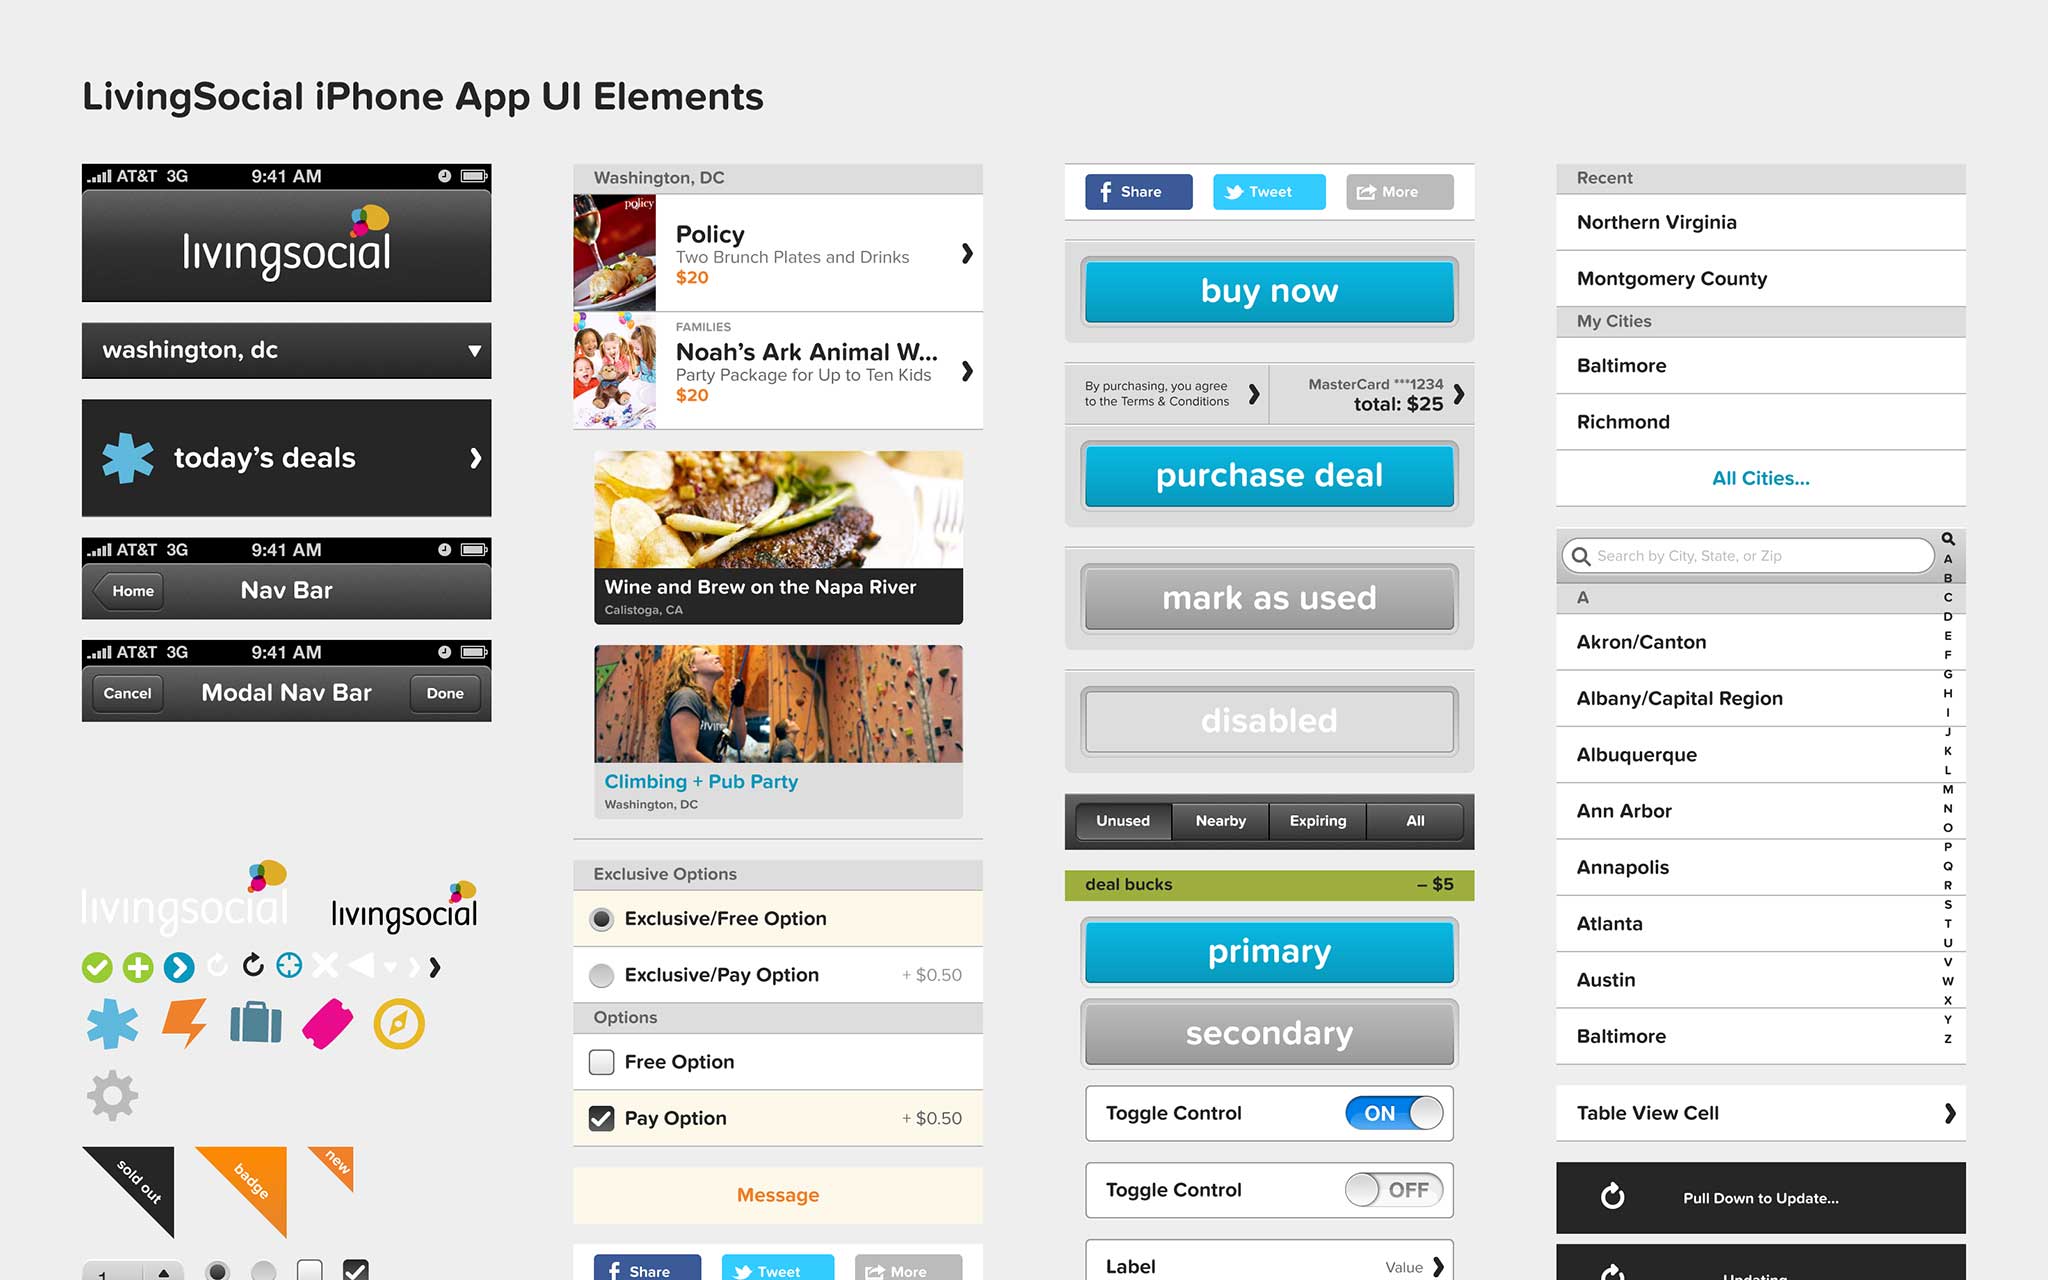 LivingSocial iPhone App UI Elements
AT&T 3G 9:41 AM
livingsocial
washington, dc
today's deals
AT&T 3G 9:41 AM
Home Nav Bar
AT&T 3G 9:41 AM
Cancel Modal Nav Bar Done
livingsocial livingsocial
sold out badge new
1
Washington, DC
policy
Policy
Two Brunch Plates and Drinks
$20
FAMILIES
Noah's Ark Animal W...
Party Package for Up to Ten Kids
$20
Wine and Brew on the Napa River
Calistoga, CA
Climbing + Pub Party
Washington, DC
Exclusive Options
Exclusive/Free Option
Exclusive/Pay Option + $0.50
Options
Free Option
Pay Option + $0.50
Message
Share Tweet More
Share Tweet More
buy now
By purchasing, you agree
to the Terms & Conditions
MasterCard ***1234
total: $25
purchase deal
mark as used
disabled
Unused Nearby Expiring All
deal bucks – $5
primary
secondary
Toggle Control ON
Toggle Control OFF
Label Value
Recent
Northern Virginia
Montgomery County
My Cities
Baltimore
Richmond
All Cities...
Search by City, State, or Zip
A
Akron/Canton
Albany/Capital Region
Albuquerque
Ann Arbor
Annapolis
Atlanta
Austin
Baltimore
A
B
C
D
E
F
G
H
I
J
K
L
M
N
O
P
Q
R
S
T
U
V
W
X
Y
Z
Table View Cell
Pull Down to Update...
Updating